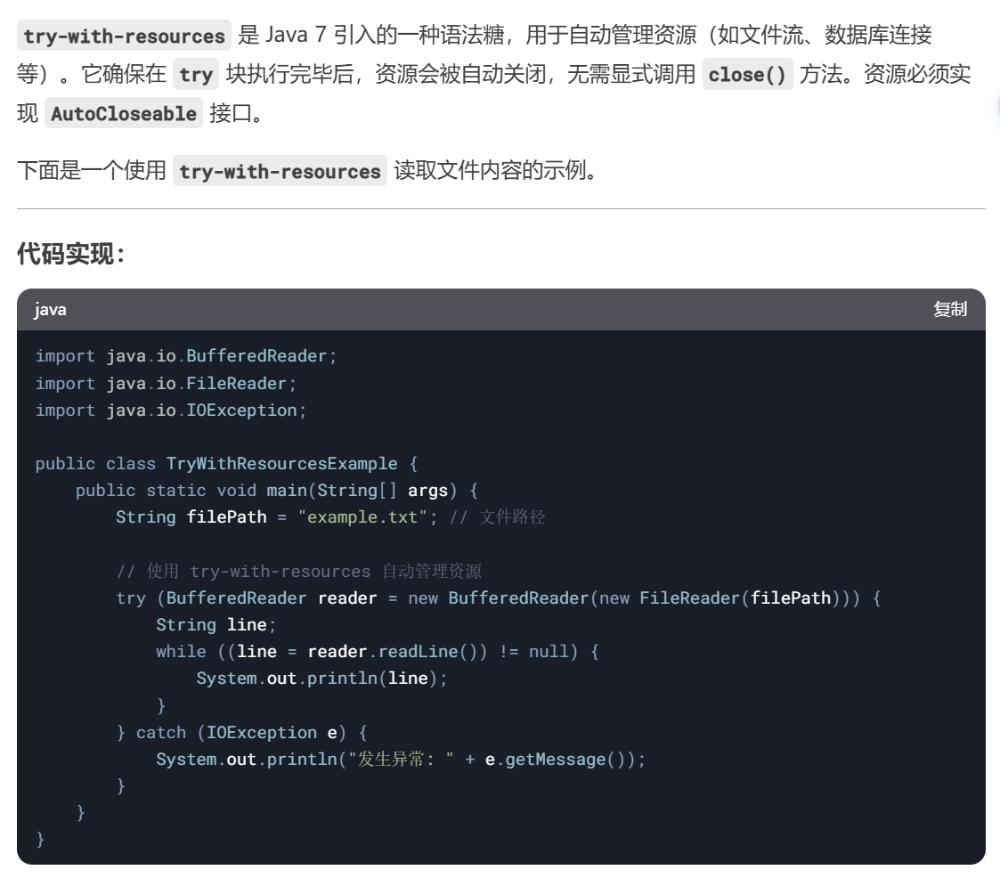 try-with-resources 是 Java 7 引入的一种语法糖，用于自动管理资源（如文件流、数据库连接
等）。它确保在 try 块执行完毕后，资源会被自动关闭，无需显式调用 close() 方法。资源必须实
现 AutoCloseable 接口。
下面是一个使用 try-with-resources 读取文件内容的示例。
代码实现：
java 复制
import java.io.BufferedReader;
import java.io.FileReader;
import java.io.IOException;
public class TryWithResourcesExample {
    public static void main(String[] args) {
        String filePath = "example.txt"; // 文件路径
        // 使用 try-with-resources 自动管理资源
        try (BufferedReader reader = new BufferedReader(new FileReader(filePath))) {
            String line;
            while ((line = reader.readLine()) != null) {
                System.out.println(line);
            }
        } catch (IOException e) {
            System.out.println("发生异常: " + e.getMessage());
        }
    }
}